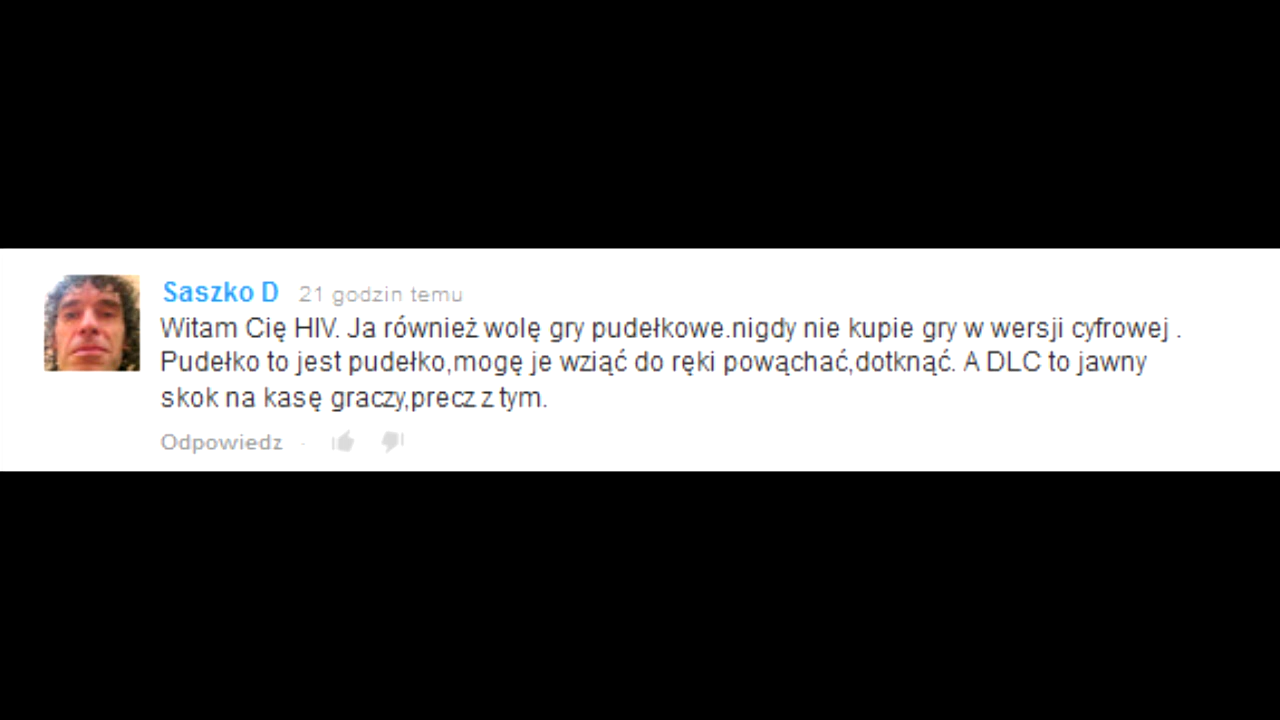 Saszko D 21 godzin temu
Witam Cię HIV. Ja również wolę gry pudełkowe.nigdy nie kupie gry w wersji cyfrowej .
Pudełko to jest pudełko,mogę je wziąć do ręki powąchać,dotknąć. A DLC to jawny
skok na kasę graczy,precz z tym.
Odpowiedz ·